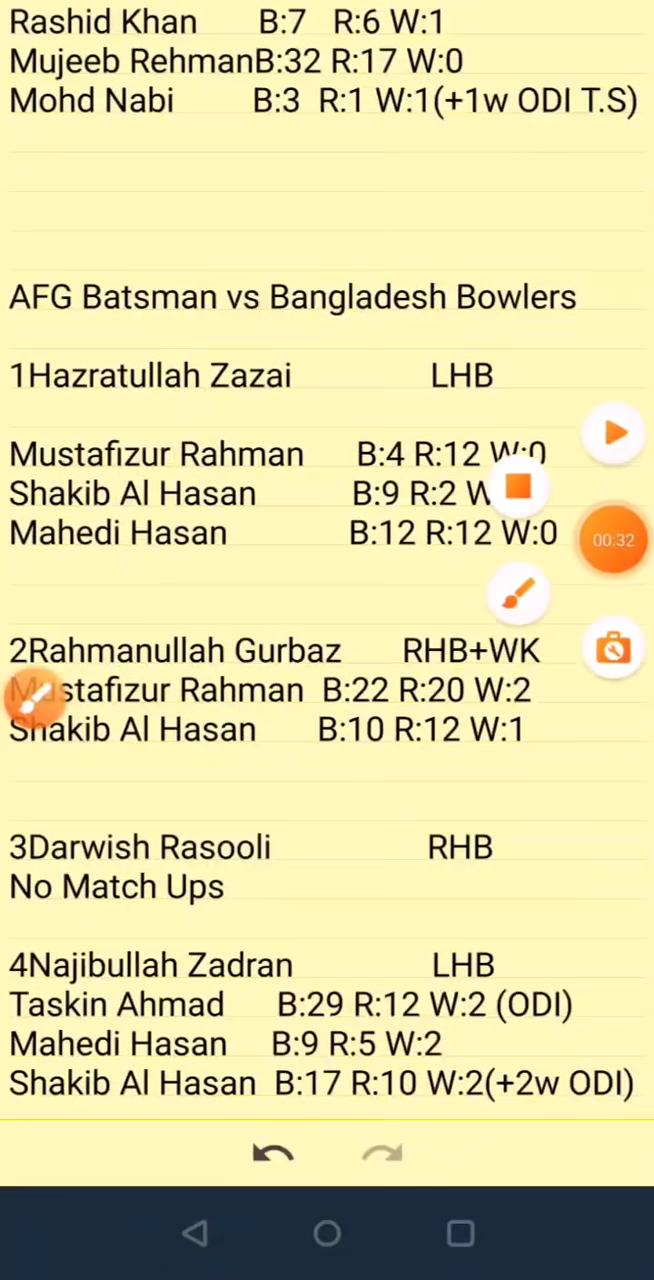 Rashid Khan B:7 R:6 W:1
Mujeeb RehmanB:32 R:17 W:0
Mohd Nabi B:3 R:1 W:1(+1w ODI T.S)
AFG Batsman vs Bangladesh Bowlers
1Hazratullah Zazai LHB
Mustafizur Rahman B:4 R:12 W:0
Shakib Al Hasan B:9 R:2 W
Mahedi Hasan B:12 R:12 W:0
00:32
2Rahmanullah Gurbaz RHB+WK
Mustafizur Rahman B:22 R:20 W:2
Shakib Al Hasan B:10 R:12 W:1
3Darwish Rasooli RHB
No Match Ups
4Najibullah Zadran LHB
Taskin Ahmad B:29 R:12 W:2 (ODI)
Mahedi Hasan B:9 R:5 W:2
Shakib Al Hasan B:17 R:10 W:2(+2w ODI)